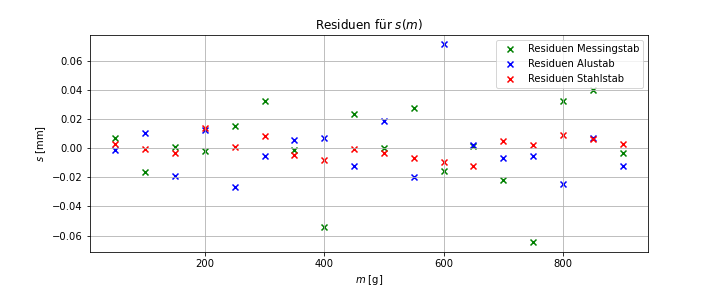 Residuen für s(m)
Residuen Messingstab
Residuen Alustab
Residuen Stahlstab
s [mm]
0.06
0.04
0.02
0.00
−0.02
−0.04
−0.06
200 400 600 800
m [g]